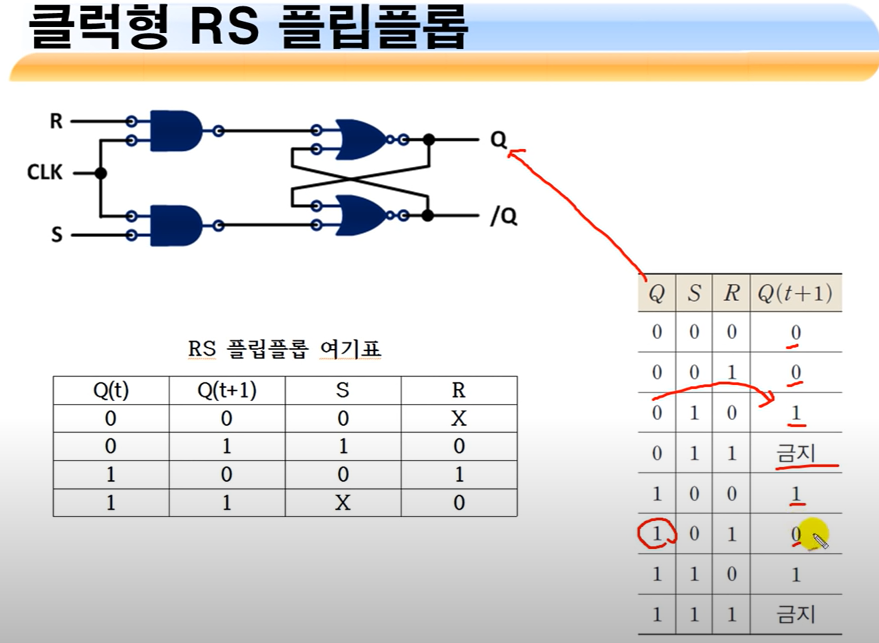 클럭형 RS 플립플롭
R
CLK
S
Q
/Q
RS 플립플롭 여기표
Q(t) Q(t+1) S R
0 0 0 X
0 1 1 0
1 0 0 1
1 1 X 0
Q S R Q(t+1)
0 0 0 0
0 0 1 0
0 1 0 1
0 1 1 금지
1 0 0 1
1 0 1 0
1 1 0 1
1 1 1 금지